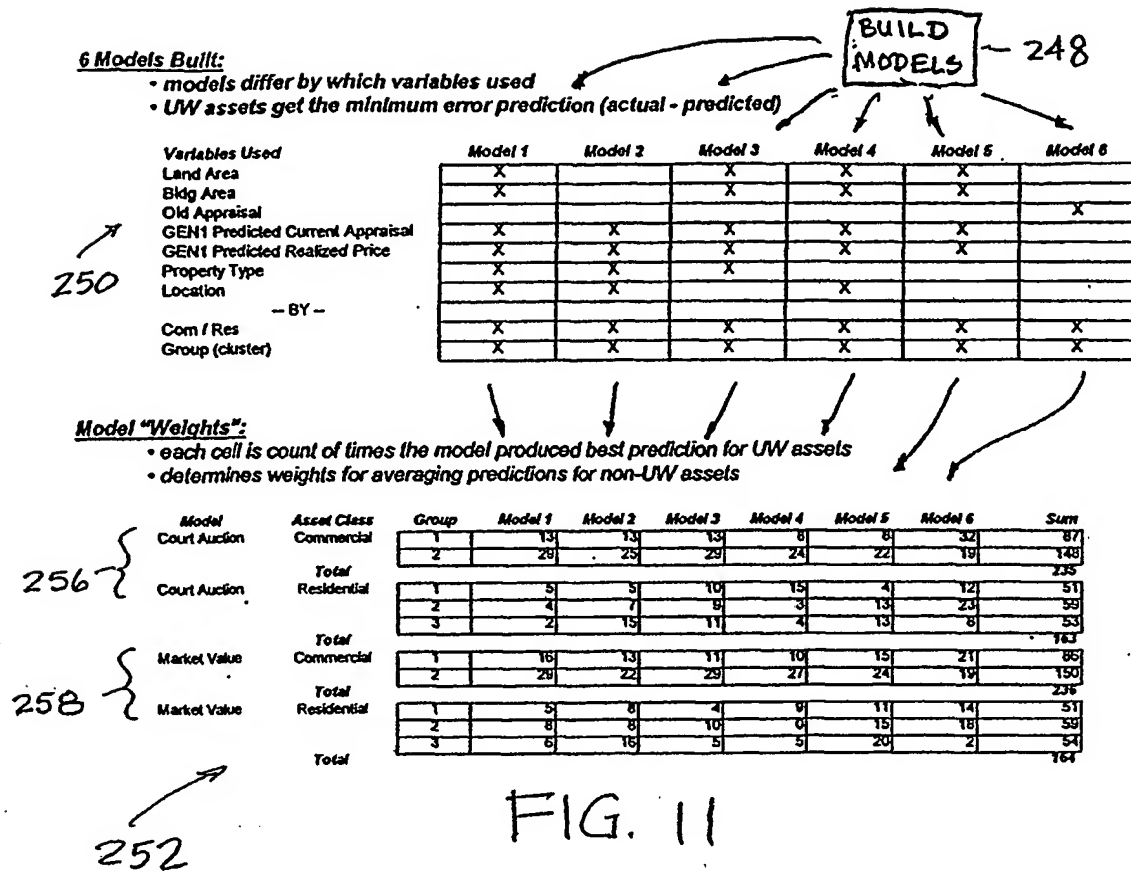 BUILD
MODELS
248
6 Models Built:
• models differ by which variables used
• UW assets get the minimum error prediction (actual - predicted)
Variables Used Model 1 Model 2 Model 3 Model 4 Model 5 Model 6
Land Area X X X X
Bldg Area X X X X
Old Appraisal X
GEN1 Predicted Current Appraisal X X X X X
GEN1 Predicted Realized Price X X X X X
Property Type X X X
Location X X X
-- BY --
Com / Res X X X X X X
Group (cluster) X X X X X X
250
Model "Weights":
• each cell is count of times the model produced best prediction for UW assets
• determines weights for averaging predictions for non-UW assets
Model Asset Class Group Model 1 Model 2 Model 3 Model 4 Model 5 Model 6 Sum
Court Auction Commercial 1 13 13 13 8 8 32 87
2 29 25 29 24 22 19 148
Total 235
256
Court Auction Residential 1 5 5 10 15 4 12 51
2 4 7 9 3 13 23 59
3 2 15 11 4 13 8 53
Total 163
Market Value Commercial 1 16 13 11 10 15 21 86
2 29 22 29 27 24 19 150
Total 236
258
Market Value Residential 1 5 8 4 9 11 14 51
2 8 8 10 0 15 18 59
3 6 16 5 5 20 2 54
Total 164
252
FIG. 11